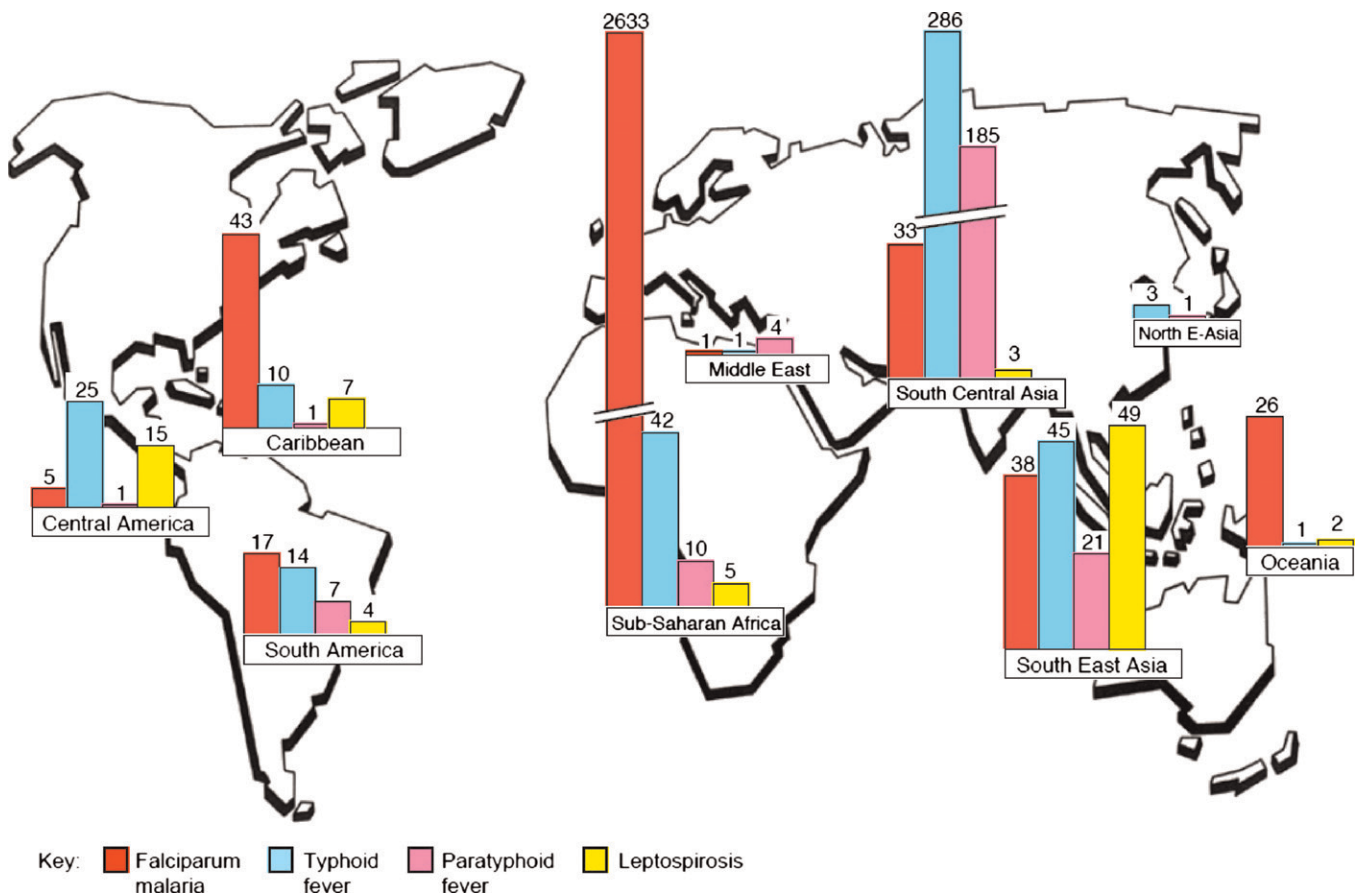 2633
286
185
33
3
43
10
1
7
Caribbean
1
1
4
Middle East
South Central Asia
3
1
North E-Asia
5
25
1
15
Central America
42
10
5
Sub-Saharan Africa
38
45
21
49
South East Asia
26
1
2
Oceania
17
14
7
4
South America
Key:
Falciparum
malaria
Typhoid
fever
Paratyphoid
fever
Leptospirosis